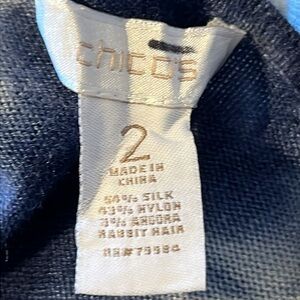 chico's
2
MADE IN
CHINA
54% SILK
43% NYLON
3% ANGORA
RABBIT HAIR
RN#79984